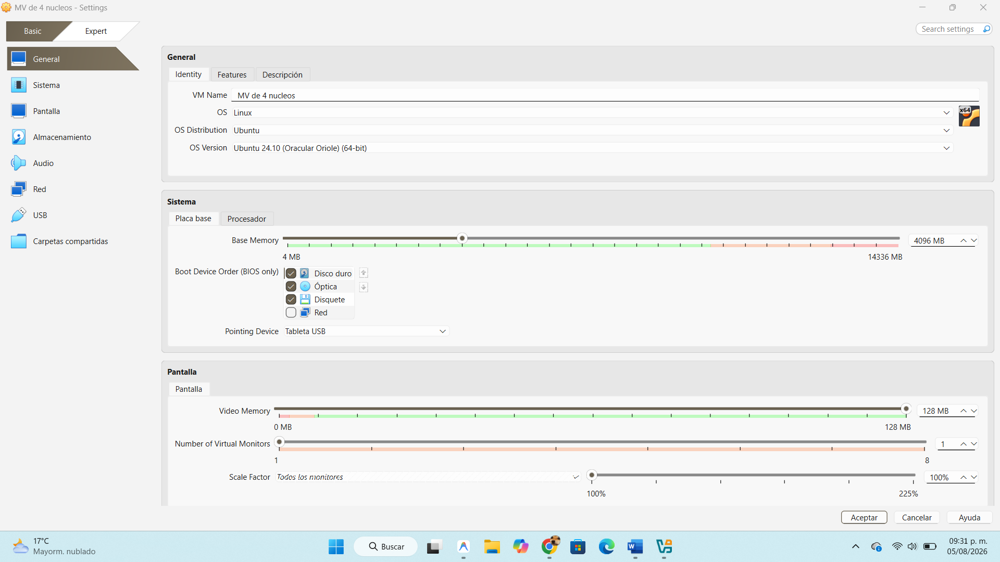 MV de 4 nucleos - Settings
Basic
Expert
Search settings
General
Sistema
Pantalla
Almacenamiento
Audio
Red
USB
Carpetas compartidas
General
Identity
Features
Descripción
VM Name
MV de 4 nucleos
OS
Linux
x64
OS Distribution
Ubuntu
OS Version
Ubuntu 24.10 (Oracular Oriole) (64-bit)
Sistema
Placa base
Procesador
Base Memory
4096 MB
4 MB
14336 MB
Boot Device Order (BIOS only)
Disco duro
Óptica
Disquete
Red
Pointing Device
Tableta USB
Pantalla
Pantalla
Video Memory
128 MB
0 MB
128 MB
Number of Virtual Monitors
1
1
8
Scale Factor
Todos los monitores
100%
100%
225%
Aceptar
Cancelar
Ayuda
17°C
Mayorm. nublado
Buscar
09:31 p. m.
05/08/2026